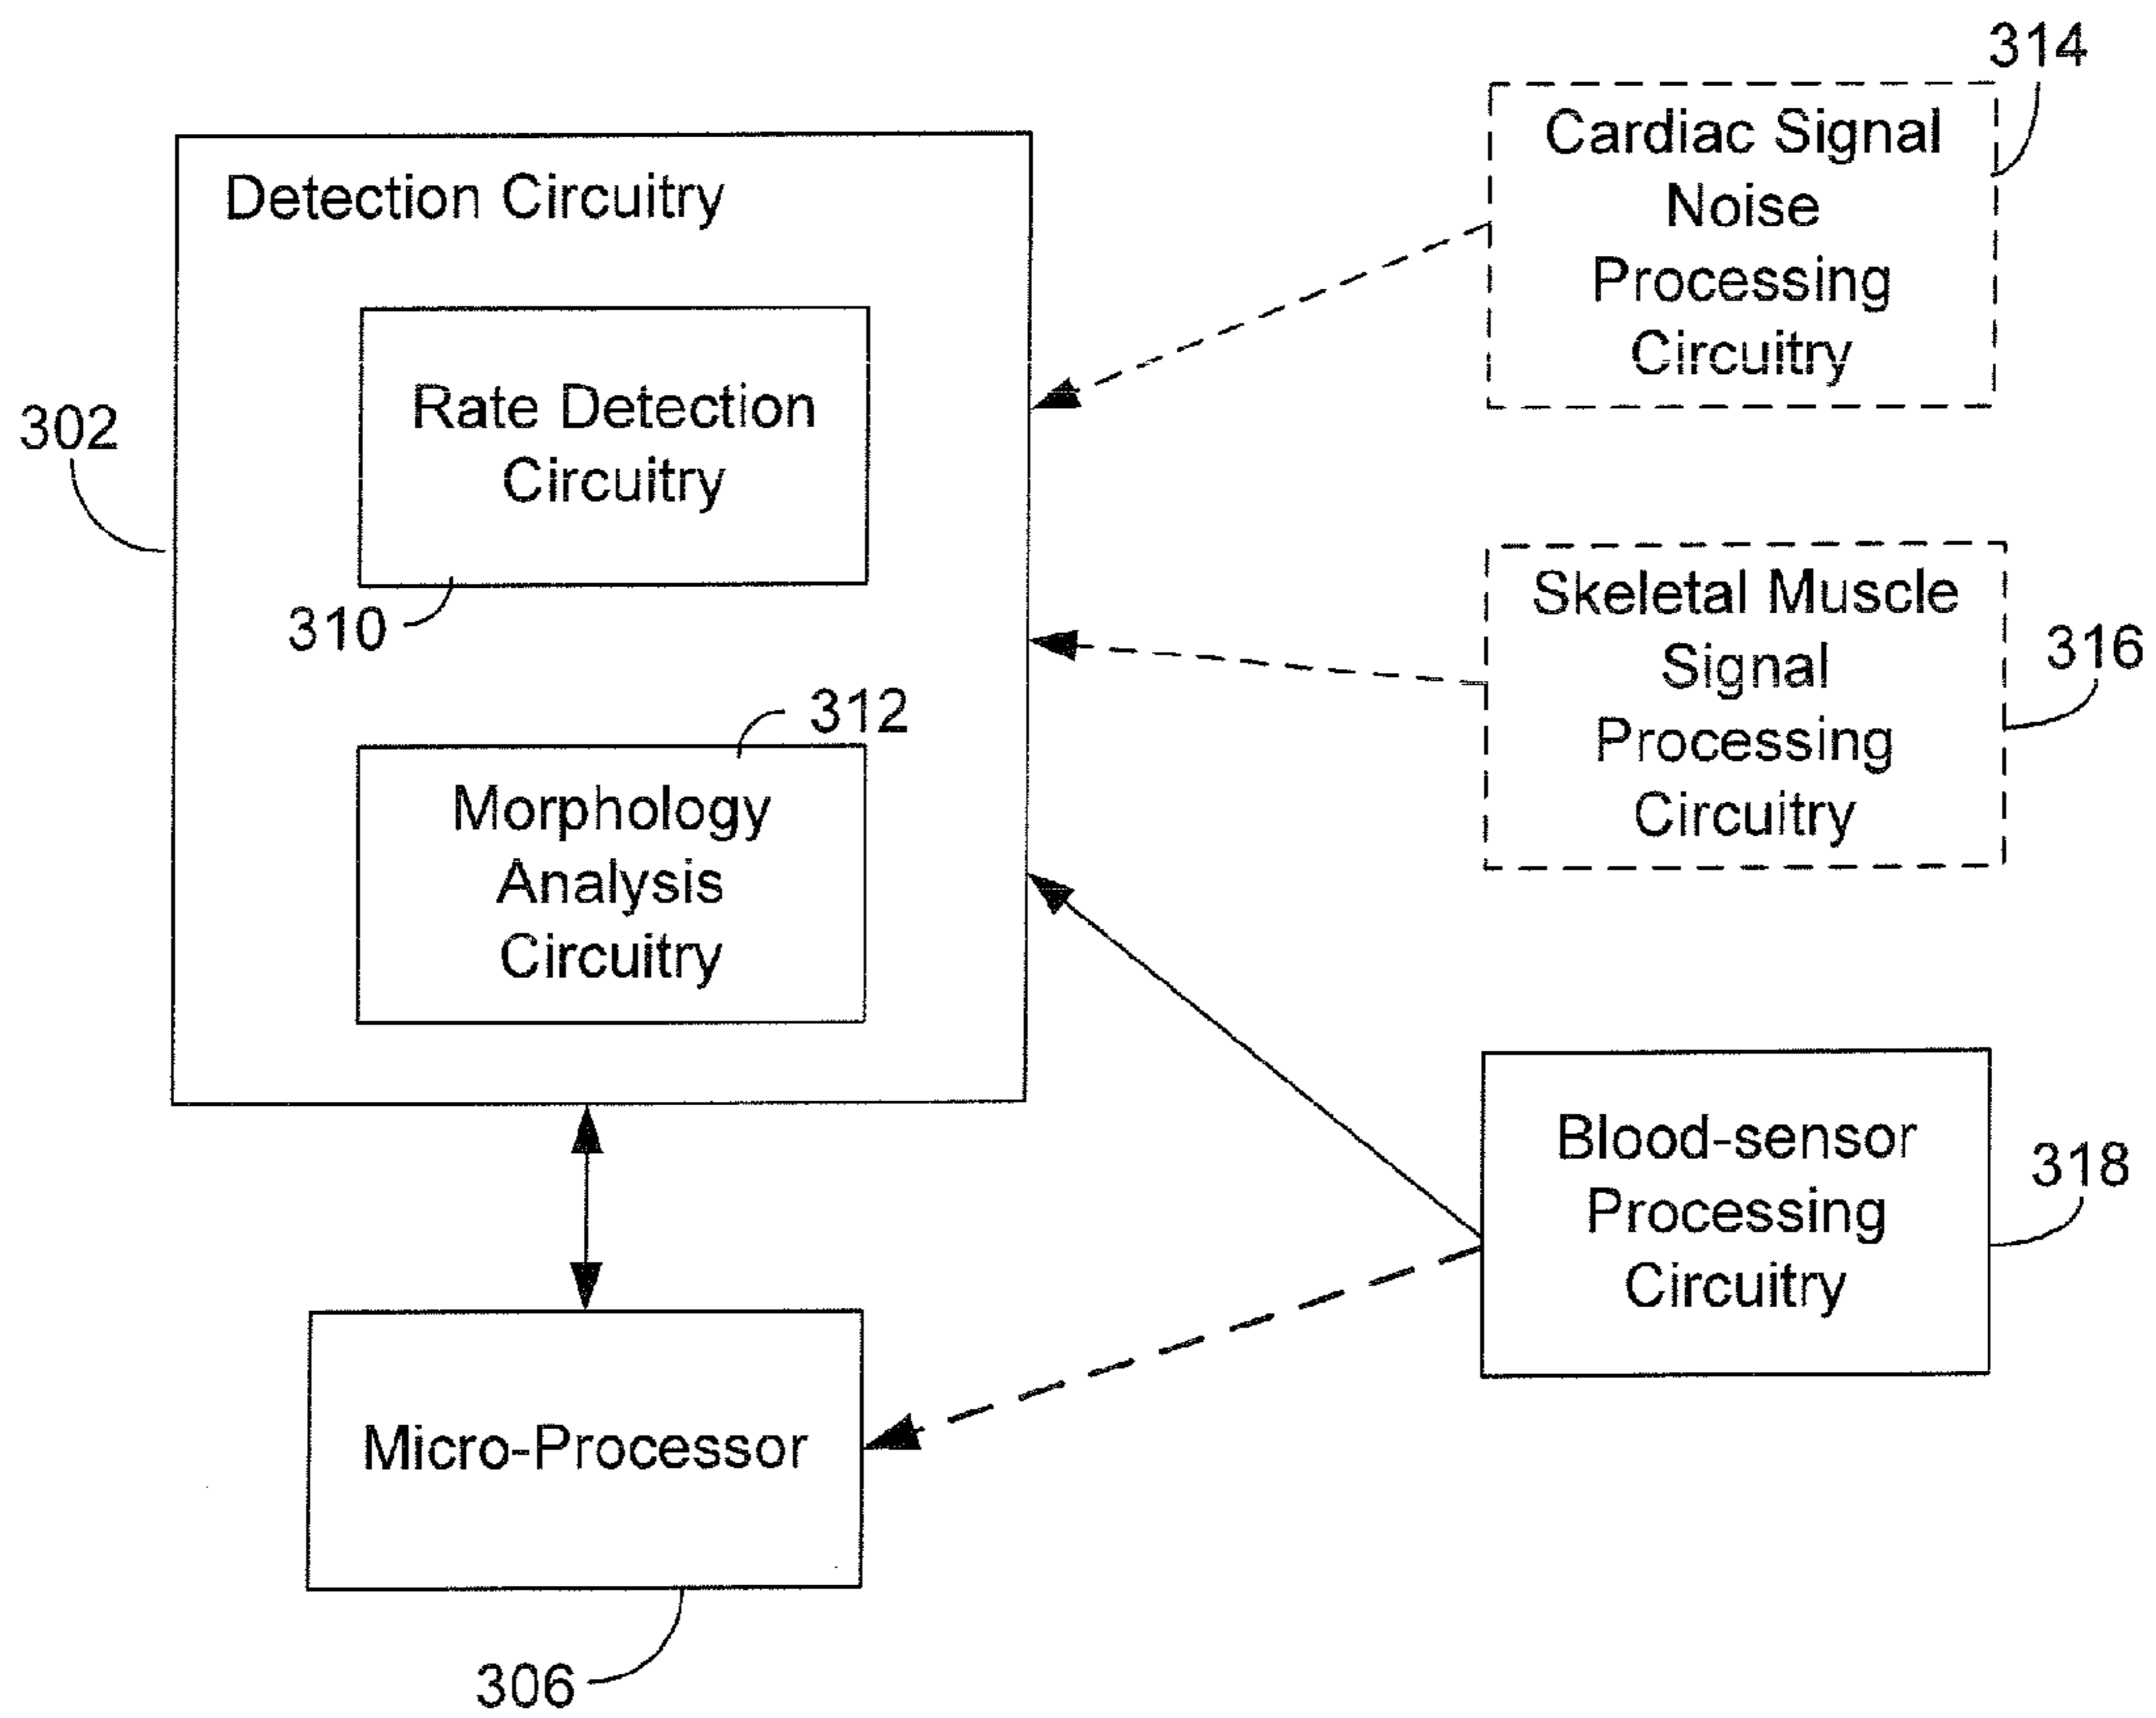 314
Cardiac Signal
Noise
Processing
Circuitry
Detection Circuitry
Rate Detection
Circuitry
302
310
Skeletal Muscle
Signal
Processing
Circuitry
316
312
Morphology
Analysis
Circuitry
Blood-sensor
Processing
Circuitry
318
Micro-Processor
306